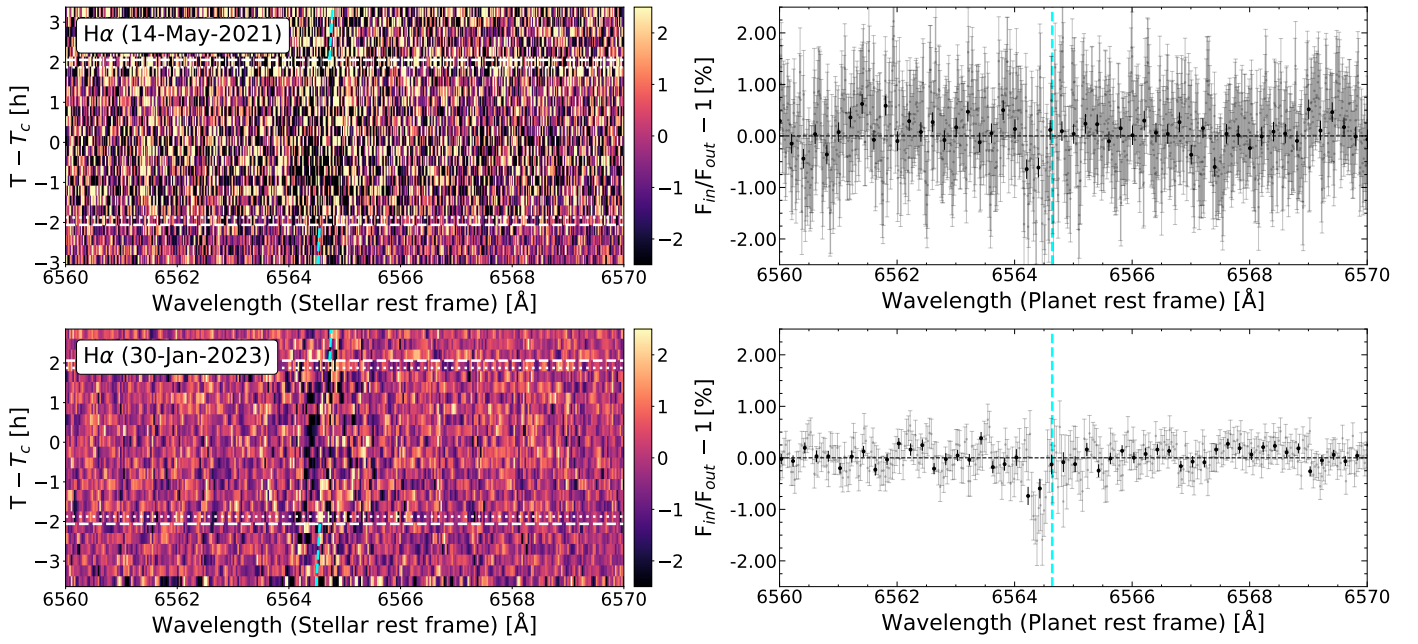 Hα (14-May-2021)
T − T_c [h]
3
2
1
0
−1
−2
−3
6560 6562 6564 6566 6568 6570
Wavelength (Stellar rest frame) [Å]
2
1
0
−1
−2
F_in/F_out − 1 [%]
2.00
1.00
0.00
-1.00
-2.00
6560 6562 6564 6566 6568 6570
Wavelength (Planet rest frame) [Å]
Hα (30-Jan-2023)
T − T_c [h]
2
1
0
−1
−2
−3
6560 6562 6564 6566 6568 6570
Wavelength (Stellar rest frame) [Å]
2
1
0
−1
−2
F_in/F_out − 1 [%]
2.00
1.00
0.00
-1.00
-2.00
6560 6562 6564 6566 6568 6570
Wavelength (Planet rest frame) [Å]